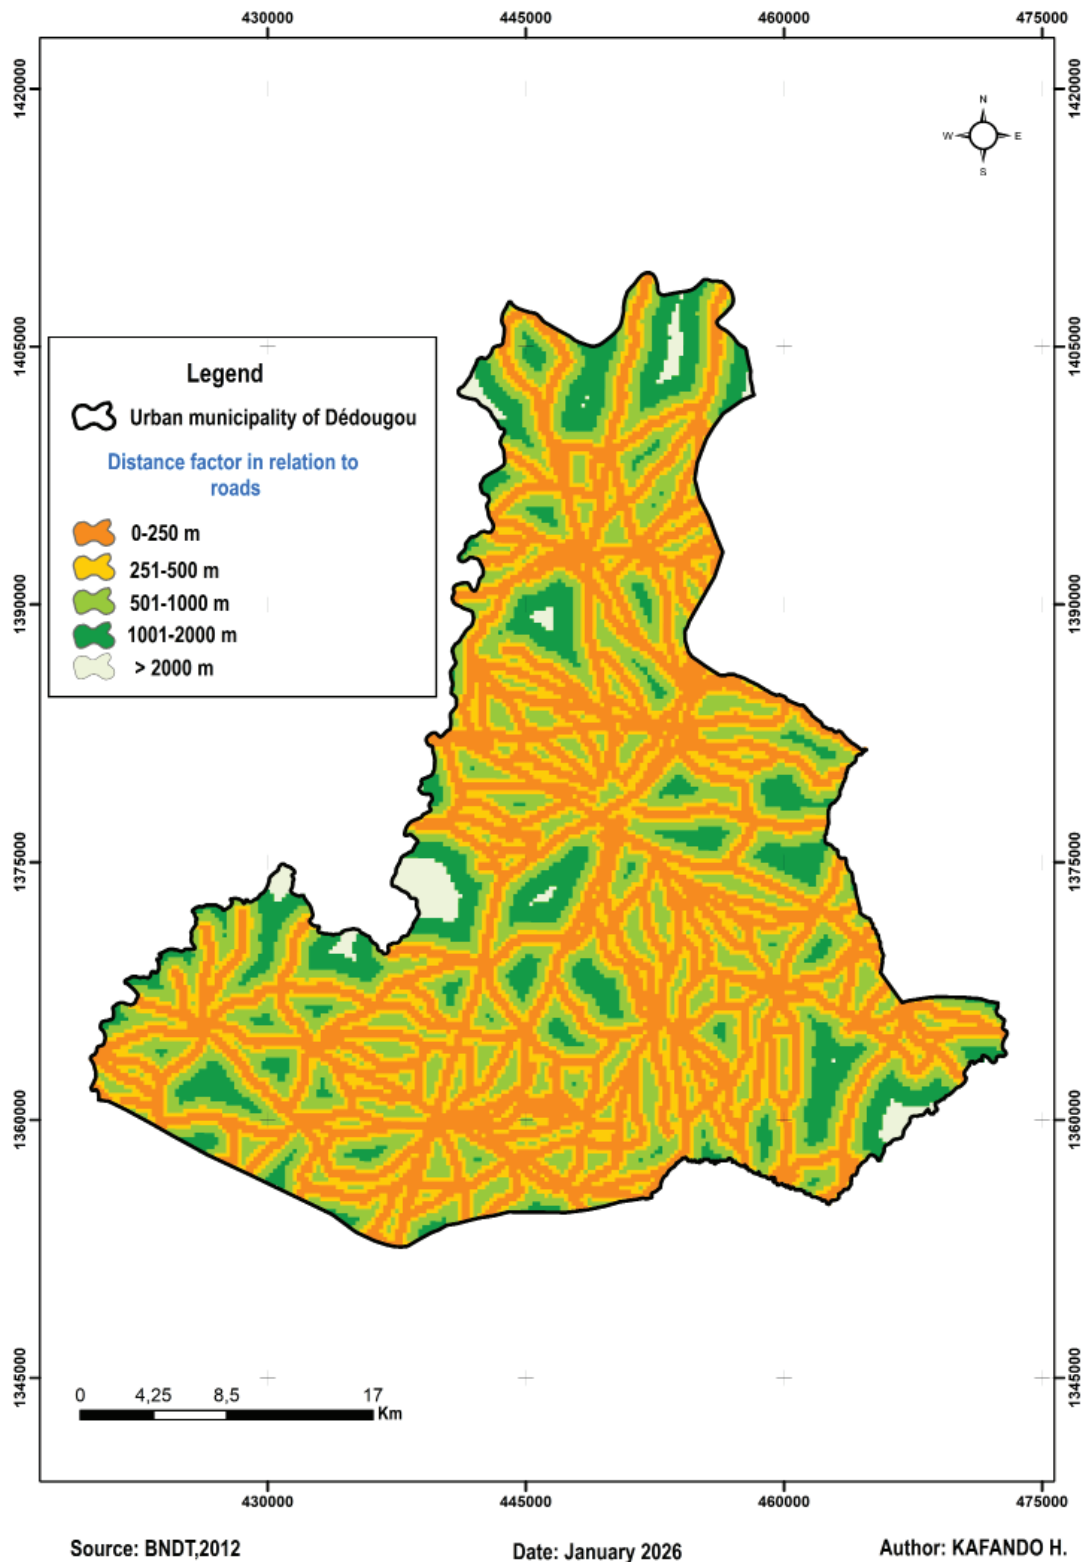 430000 445000 460000 475000
1420000 1420000
N
W E
S
1405000 1405000
Legend
Urban municipality of Dédougou
Distance factor in relation to
roads
0-250 m
251-500 m
501-1000 m
1001-2000 m
> 2000 m
1390000 1390000
1375000 1375000
1360000 1360000
1345000 1345000
0 4,25 8,5 17
Km
430000 445000 460000 475000
Source: BNDT,2012 Date: January 2026 Author: KAFANDO H.